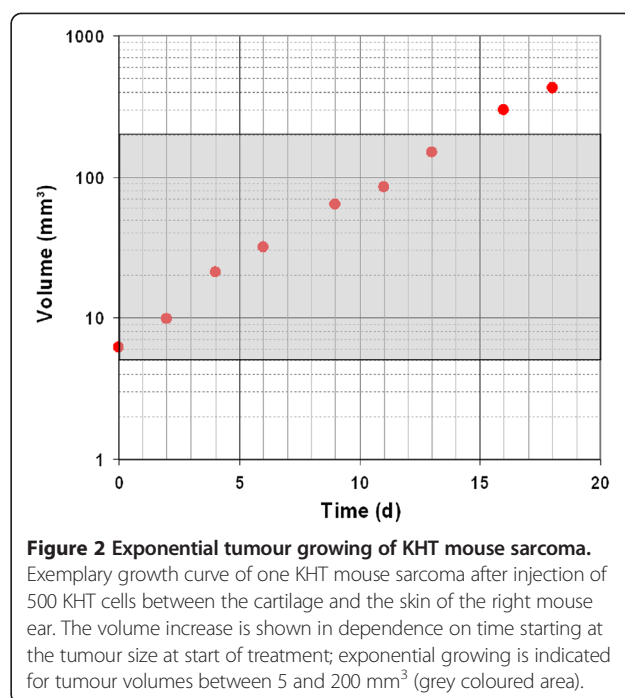 1000
100
10
1
Volume (mm³)
0
5
10
15
20
Time (d)
Figure 2 Exponential tumour growing of KHT mouse sarcoma.
Exemplary growth curve of one KHT mouse sarcoma after injection of
500 KHT cells between the cartilage and the skin of the right mouse
ear. The volume increase is shown in dependence on time starting at
the tumour size at start of treatment; exponential growing is indicated
for tumour volumes between 5 and 200 mm³ (grey coloured area).